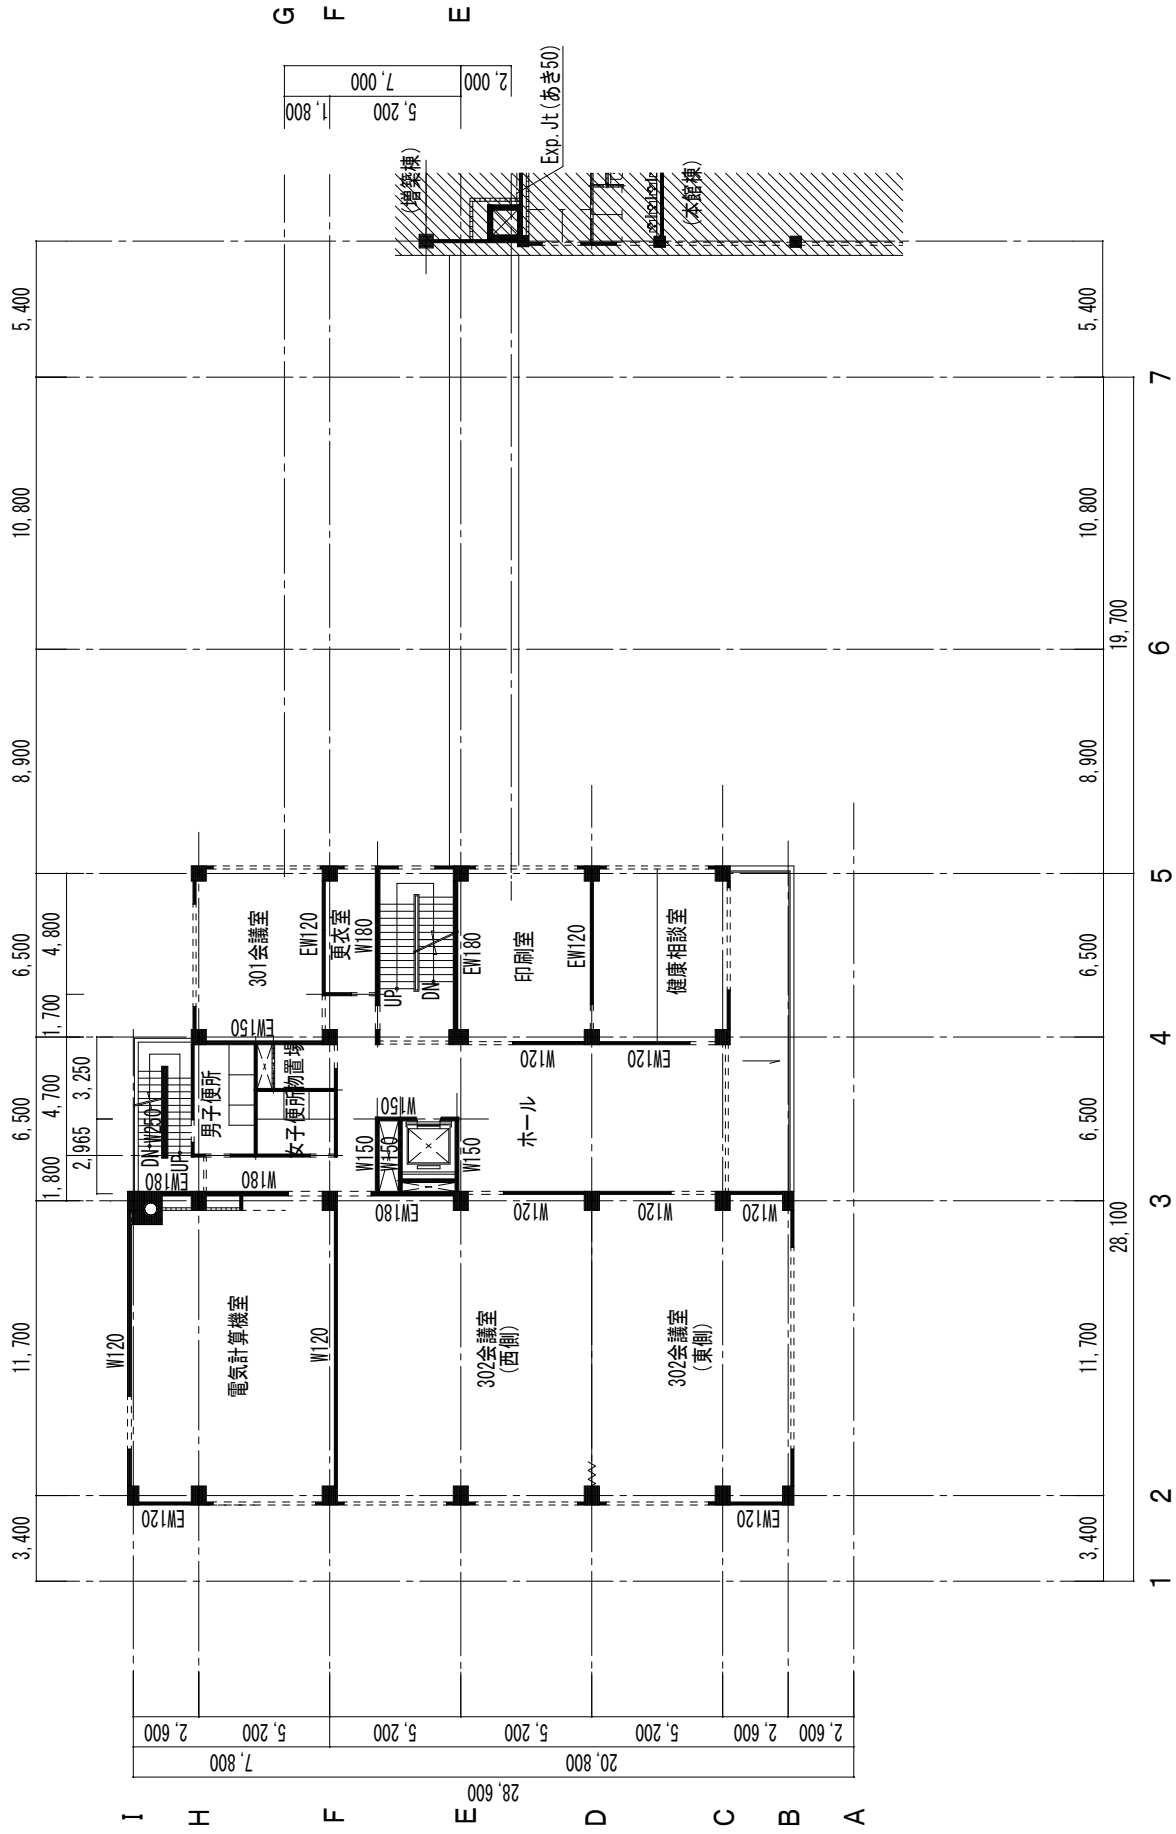 G
F
E
1,800
5,200
7,000
2,000
Exp.Jt(あき50)
(増築棟)
(本館棟)
3,400
11,700
6,500
6,500
8,900
10,800
5,400
1,800
4,700
1,700
4,800
2,965
3,250
I
H
F
E
D
C
B
A
2,600
5,200
5,200
5,200
5,200
2,600
2,600
7,800
20,800
28,600
W120
EW120
電気計算機室
W120
EW180
DN
W250
UP
W180
男子便所
女子便所
物置場
EW150
301会議室
EW120
更衣室
W180
UP
DN
EW180
印刷室
EW120
健康相談室
W150
W150
W150
W150
EW180
ホール
W120
EW120
W120
W120
W120
302会議室
(西側)
302会議室
(東側)
EW120
3,400
11,700
6,500
6,500
8,900
10,800
5,400
28,100
19,700
1
2
3
4
5
6
7